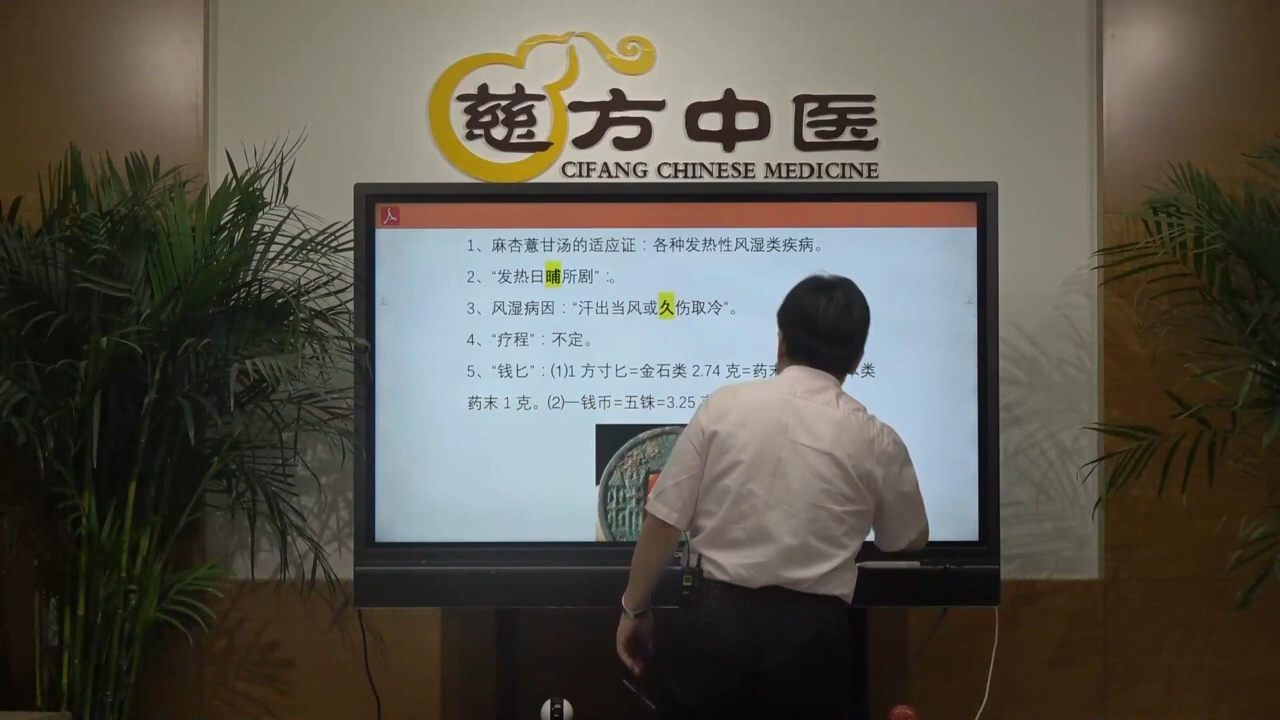 慈方中医
CIFANG CHINESE MEDICINE
1、麻杏薏甘汤的适应证：各种发热性风湿类疾病。
2、“发热日晡所剧”：。
3、风湿病因：“汗出当风或久伤取冷”。
4、“疗程”：不定。
5、“钱匕”：⑴1 方寸匕=金石类 2.74 克=药末 类
药末 1 克。⑵一钱币=五铢=3.25